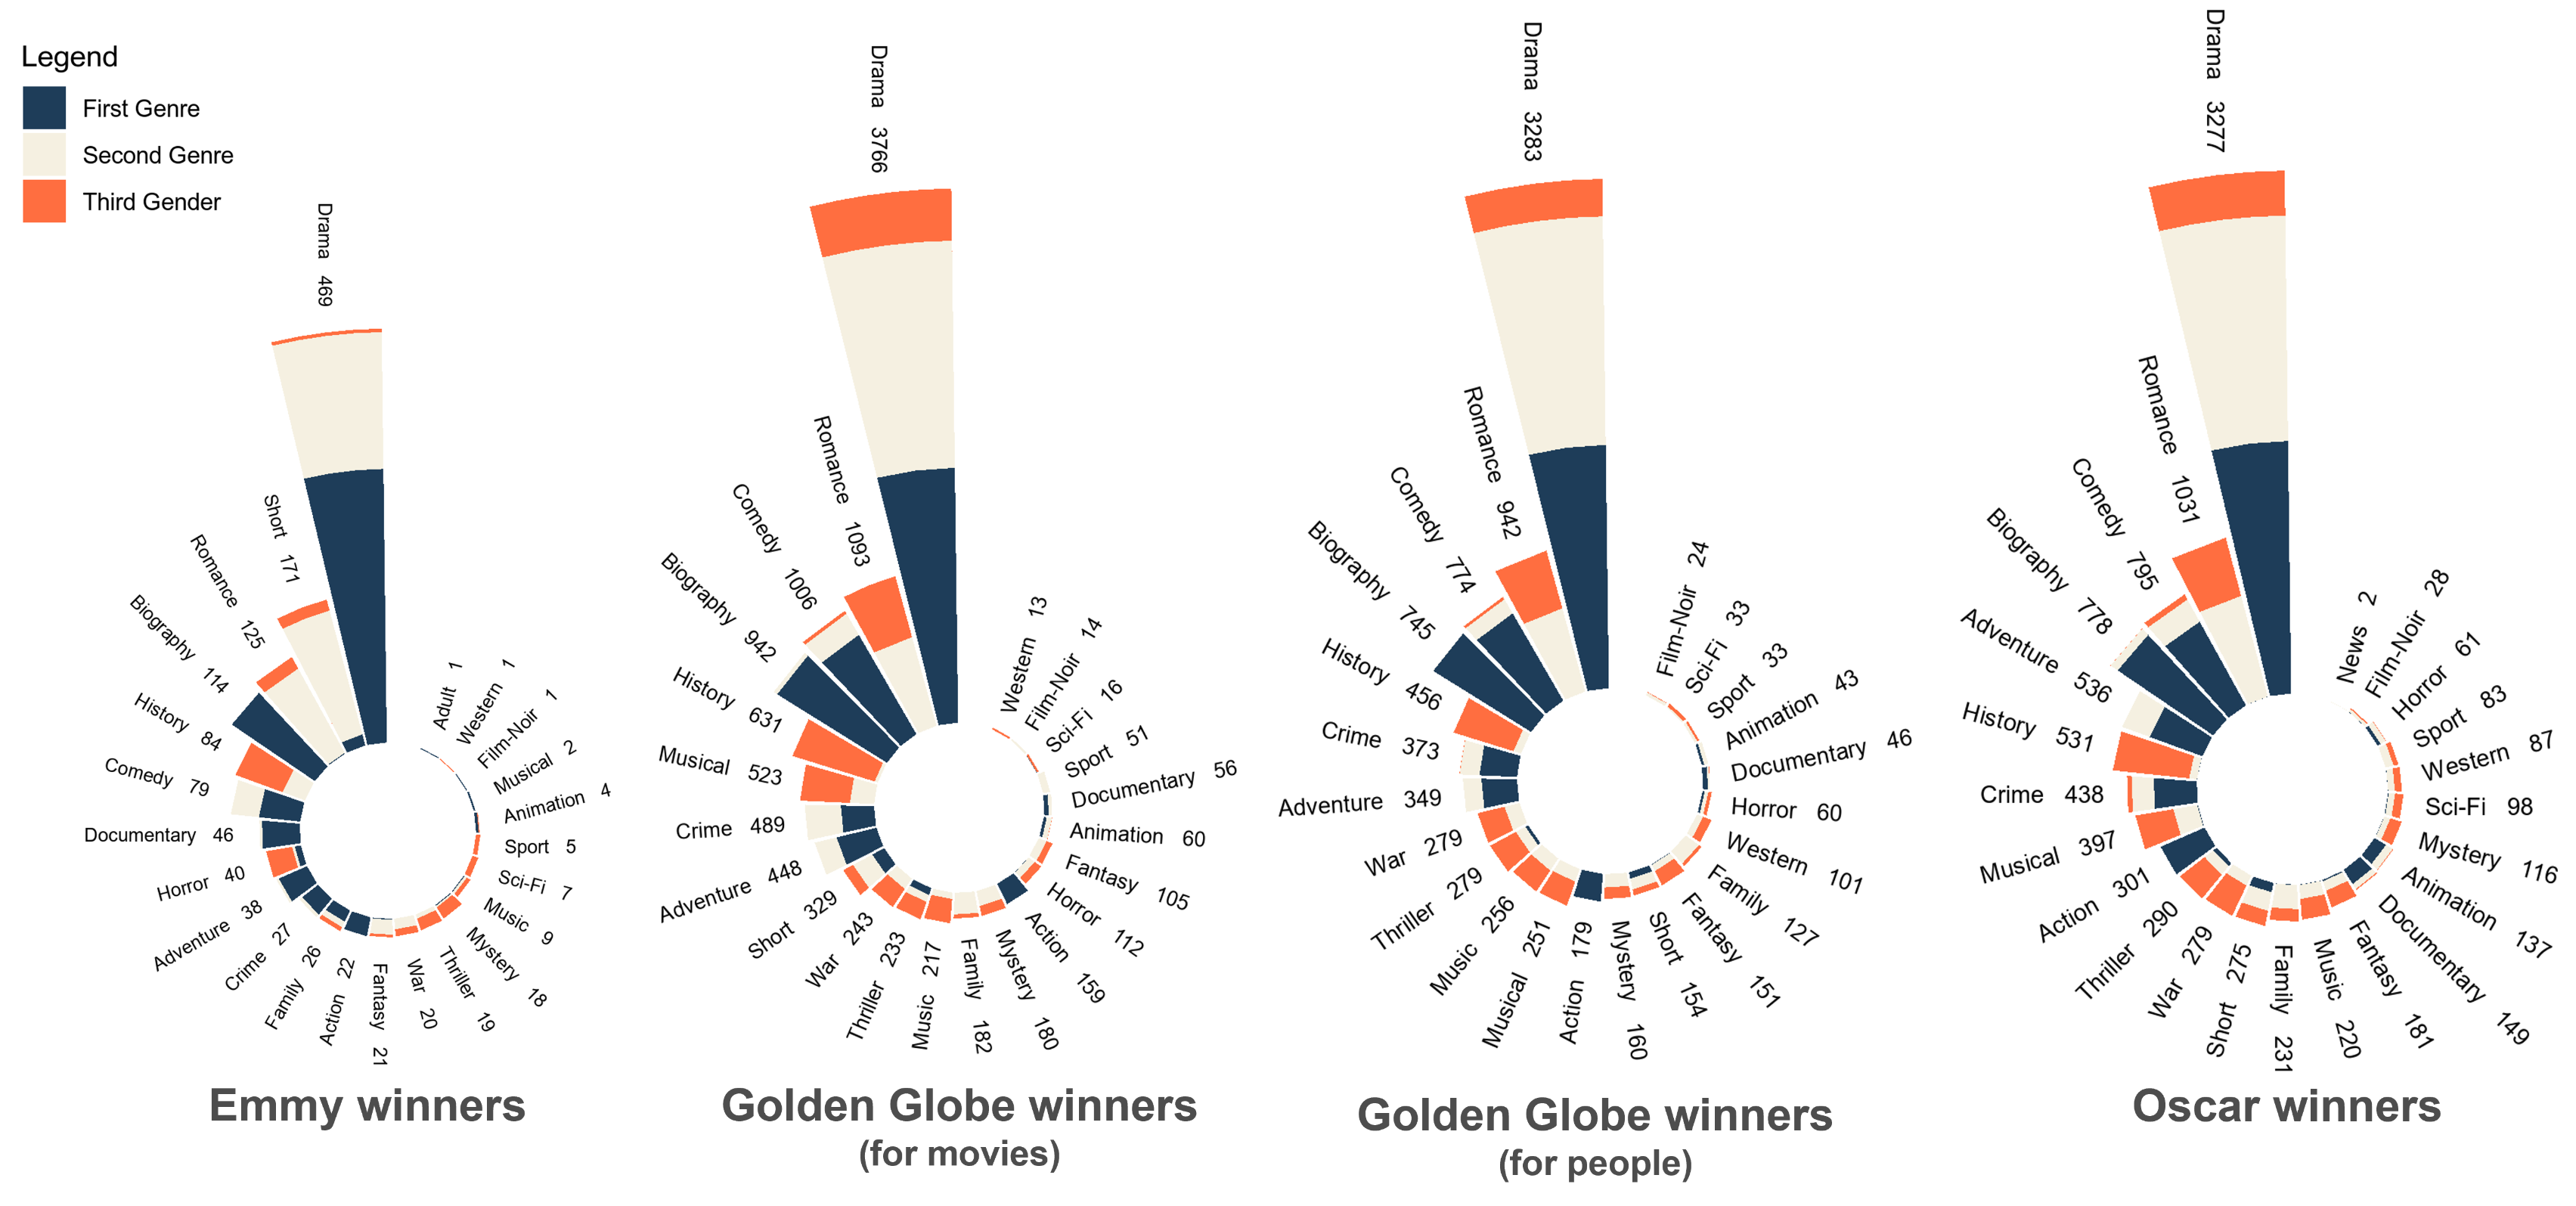 Legend
First Genre
Second Genre
Third Gender
Drama 469
Short 171
Romance 125
Biography 114
History 84
Comedy 79
Documentary 46
Horror 40
Adventure 38
Crime 27
Family 26
Action 22
Fantasy 21
War 20
Thriller 19
Mystery 18
Music 9
Sci-Fi 7
Sport 5
Animation 4
Musical 2
Film-Noir 1
Western 1
Adult 1
Emmy winners
Drama 3766
Romance 1093
Comedy 1006
Biography 942
History 631
Musical 523
Crime 489
Adventure 448
Short 329
War 243
Thriller 233
Music 217
Family 182
Mystery 180
Action 159
Horror 112
Fantasy 105
Animation 60
Documentary 56
Sport 51
Sci-Fi 16
Film-Noir 14
Western 13
Golden Globe winners
(for movies)
Drama 3283
Romance 942
Comedy 774
Biography 745
History 456
Crime 373
Adventure 349
War 279
Thriller 279
Music 256
Musical 251
Action 179
Mystery 160
Short 154
Fantasy 151
Family 127
Western 101
Horror 60
Documentary 46
Animation 43
Sport 33
Sci-Fi 33
Film-Noir 24
Golden Globe winners
(for people)
Drama 3277
Romance 1031
Comedy 795
Biography 778
Adventure 536
History 531
Crime 438
Musical 397
Action 301
Thriller 290
War 279
Short 275
Family 231
Music 220
Fantasy 181
Documentary 149
Animation 137
Mystery 116
Sci-Fi 98
Western 87
Sport 83
Horror 61
Film-Noir 28
News 2
Oscar winners